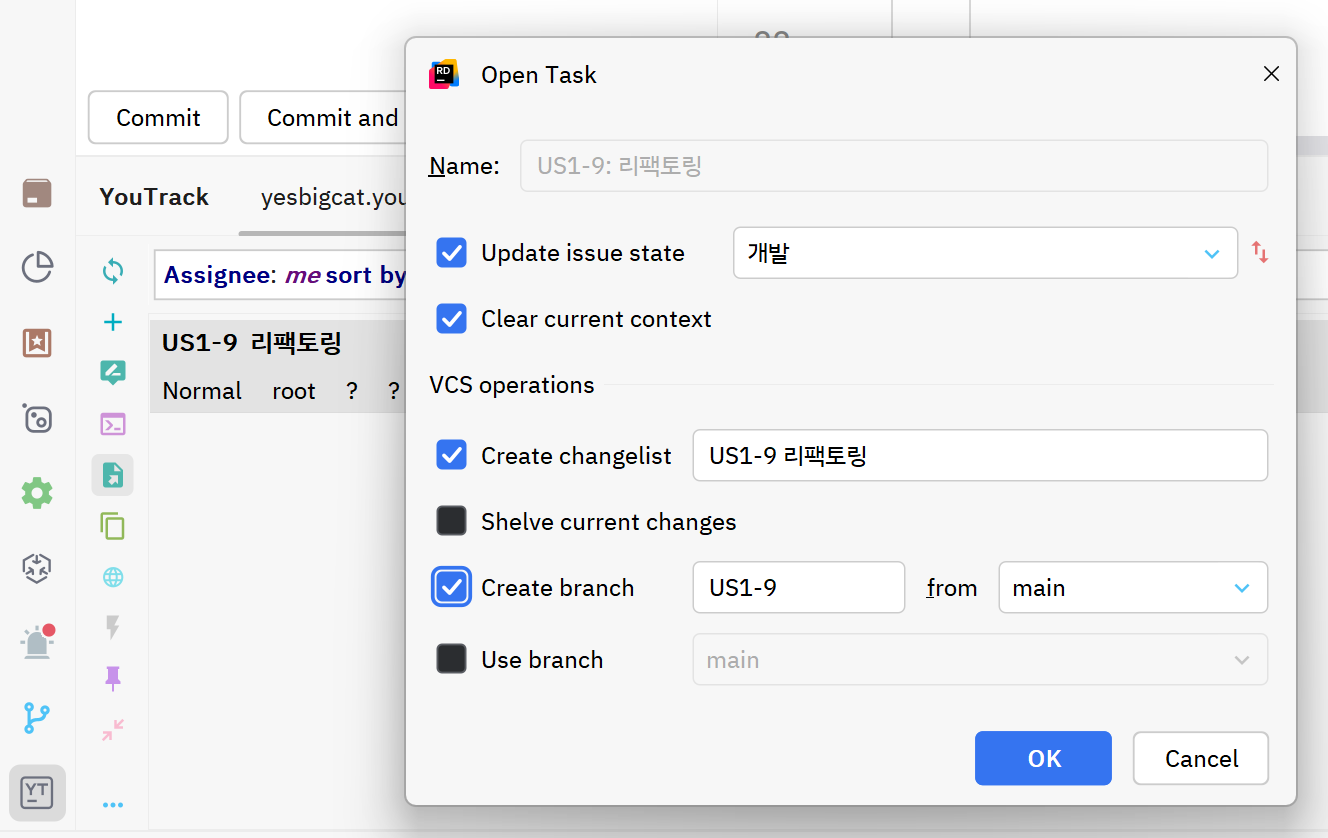 Open Task
Commit
Commit and
Name: US1-9: 리팩토링
YouTrack
yesbigcat.you
Update issue state 개발
Assignee: me sort by
Clear current context
US1-9 리팩토링
Normal root ? ?
VCS operations
Create changelist US1-9 리팩토링
Shelve current changes
Create branch US1-9 from main
Use branch main
OK
Cancel
RD
YT